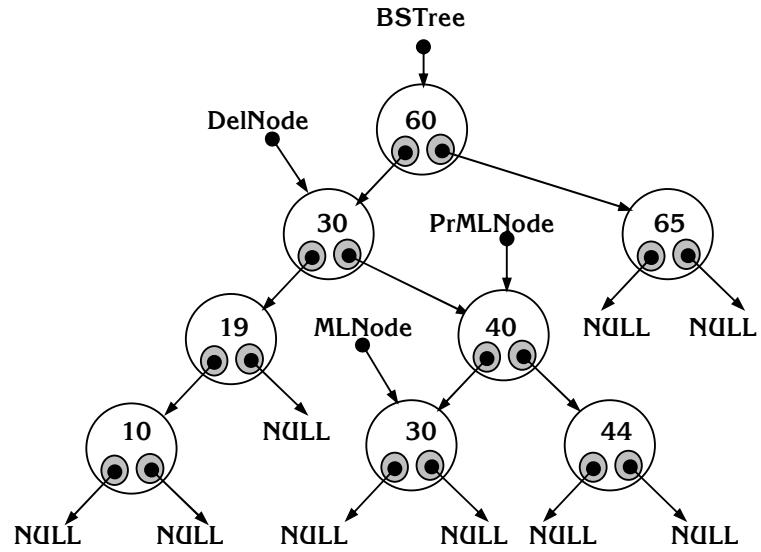 BSTree
DelNode
60
30
PrMLNode
65
19
MLNode
40
NULL
NULL
10
NULL
30
44
NULL
NULL
NULL
NULL
NULL
NULL